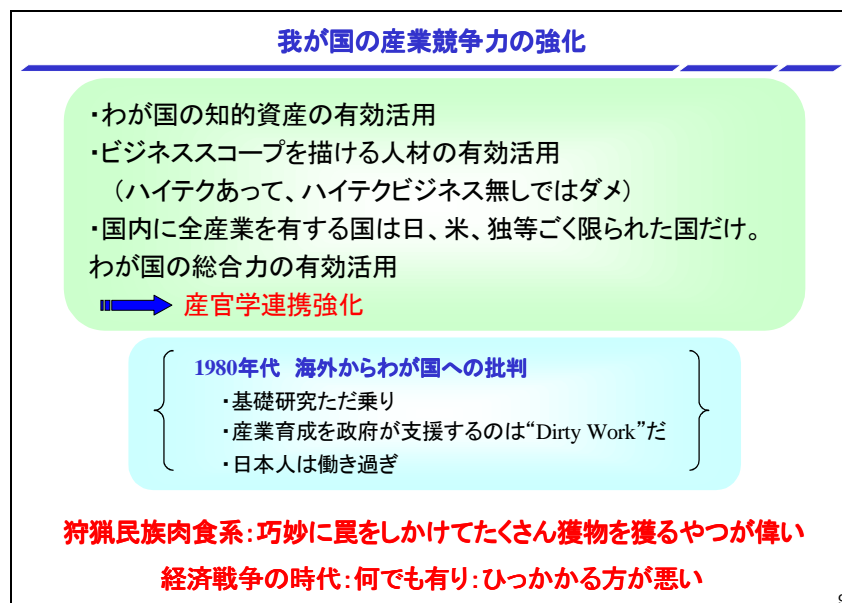 我が国の産業競争力の強化
・わが国の知的資産の有効活用
・ビジネススコープを描ける人材の有効活用
（ハイテクあって、ハイテクビジネス無しではダメ）
・国内に全産業を有する国は日、米、独等ごく限られた国だけ。
わが国の総合力の有効活用
産官学連携強化
1980年代 海外からわが国への批判
・基礎研究ただ乗り
・産業育成を政府が支援するのは“Dirty Work”だ
・日本人は働き過ぎ
狩猟民族肉食系：巧妙に罠をしかけてたくさん獲物を獲るやつが偉い
経済戦争の時代：何でも有り：ひっかかる方が悪い